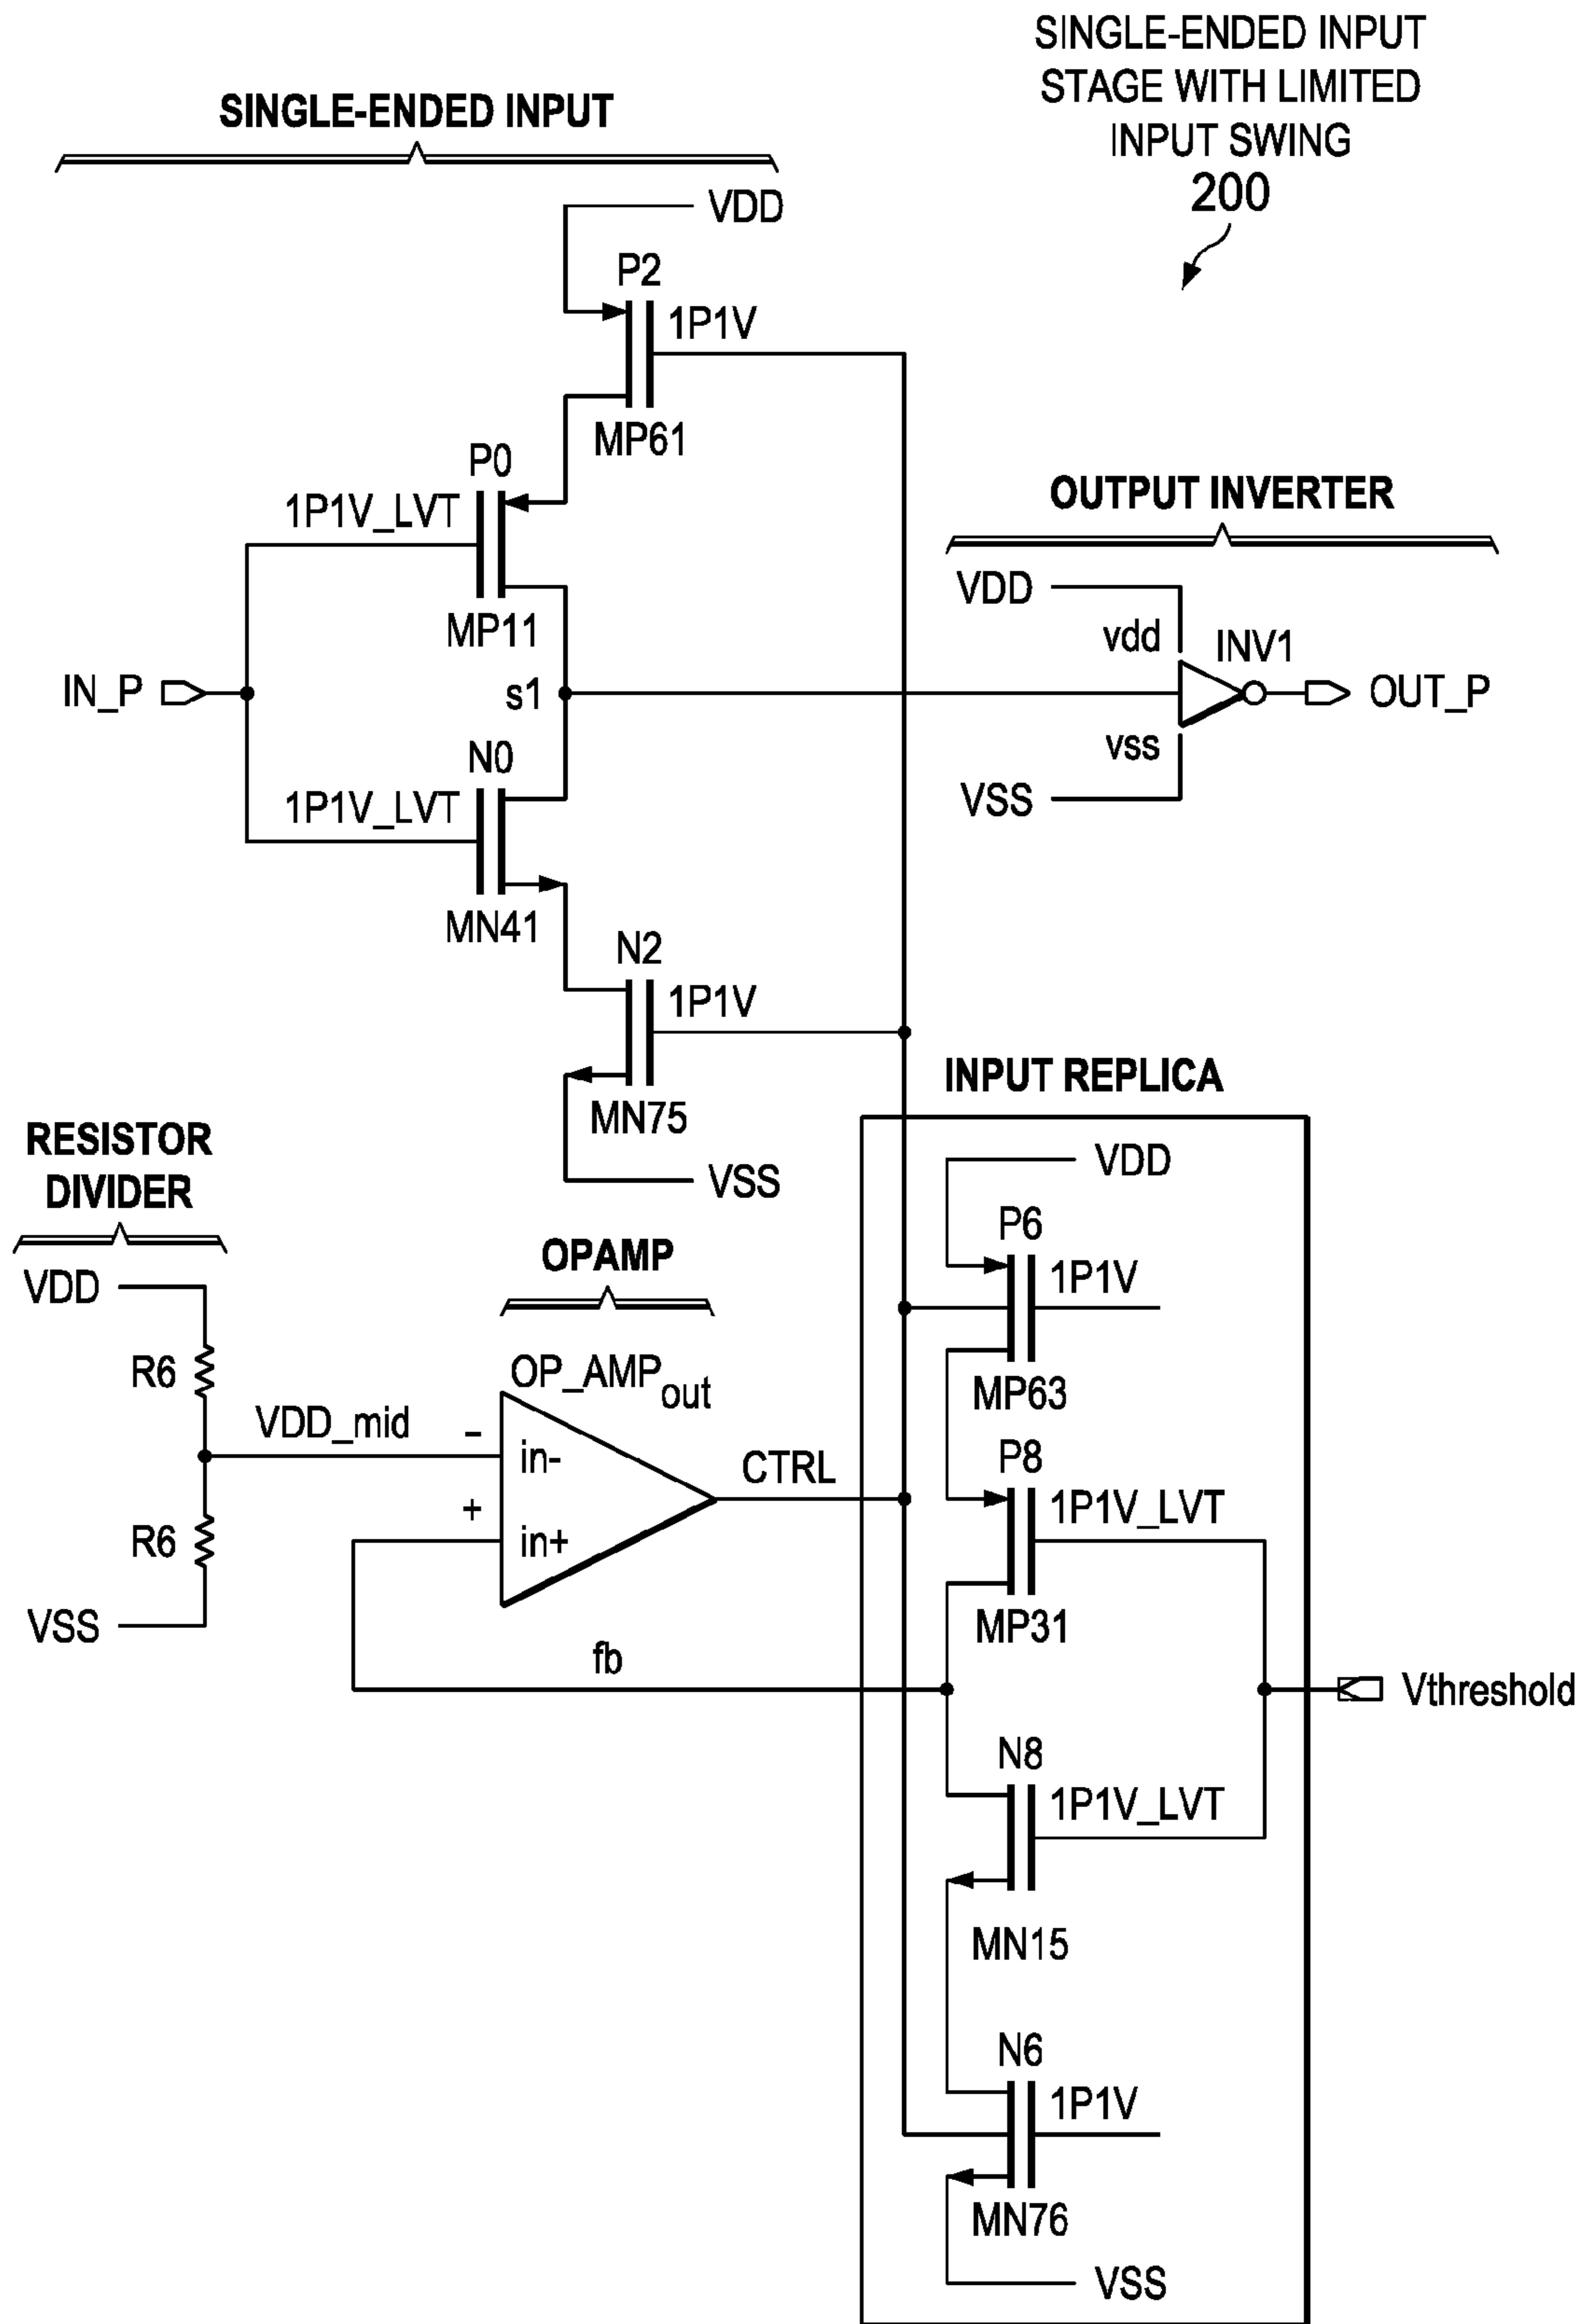 SINGLE-ENDED INPUT
STAGE WITH LIMITED
INPUT SWING
200
SINGLE-ENDED INPUT
VDD
P2
1P1V
MP61
P0
1P1V_LVT
MP11
OUTPUT INVERTER
VDD
vdd
INV1
IN_P
s1
OUT_P
N0
vss
1P1V_LVT
VSS
MN41
N2
1P1V
MN75
VSS
INPUT REPLICA
RESISTOR
DIVIDER
VDD
P6
OPAMP
VDD
1P1V
R6
OP_AMPout
MP63
VDD_mid
-
in-
CTRL
P8
+
1P1V_LVT
R6
in+
VSS
MP31
fb
Vthreshold
N8
1P1V_LVT
MN15
N6
1P1V
MN76
VSS